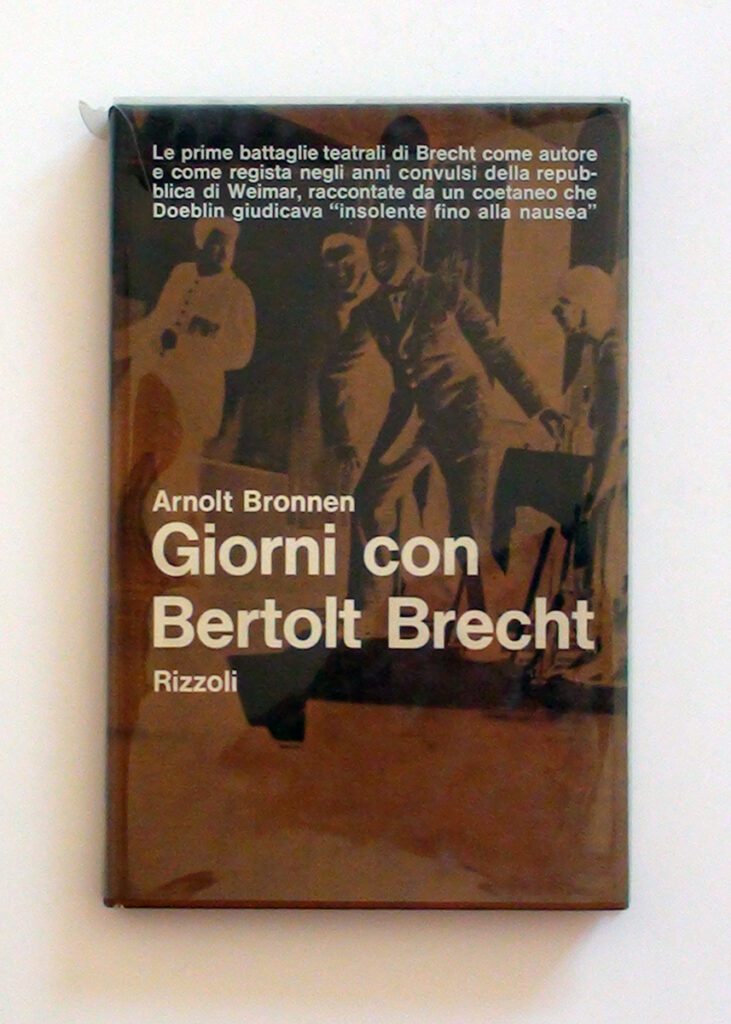 Le prime battaglie teatrali di Brecht come autore
e come regista negli anni convulsi della repub-
blica di Weimar, raccontate da un coetaneo che
Doeblin giudicava "insolente fino alla nausea"
Arnolt Bronnen
Giorni con
Bertolt Brecht
Rizzoli